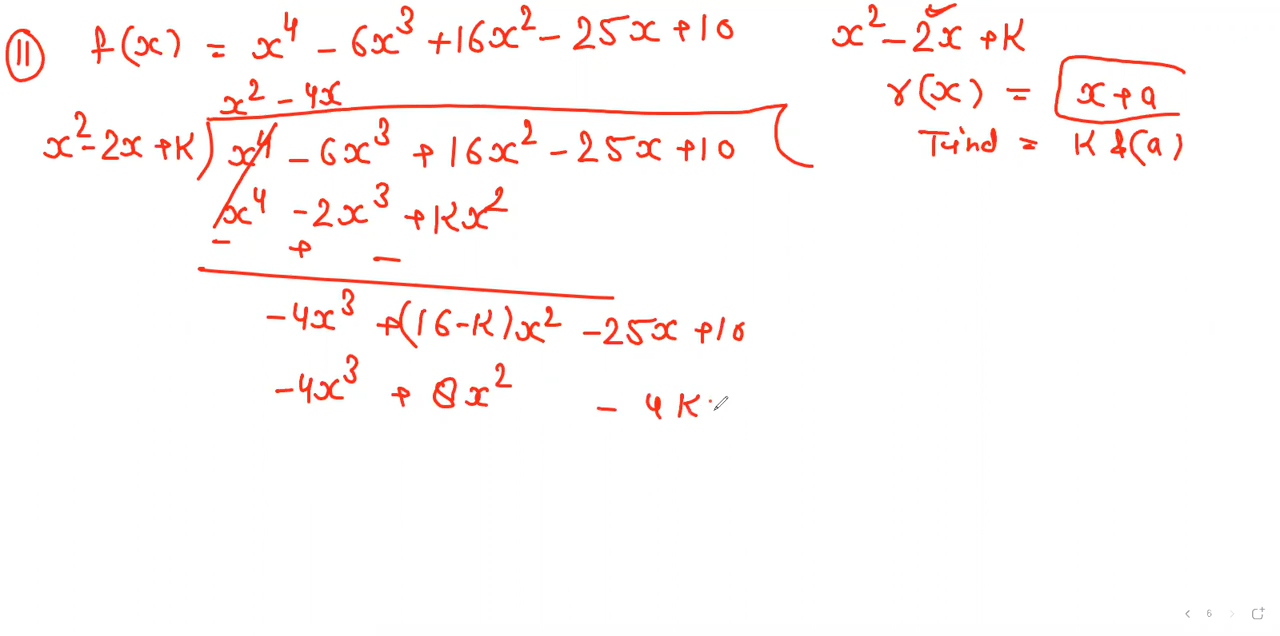 ⑪ f(x) = x⁴ - 6x³ + 16x² - 25x + 10 x² - 2x + K
r(x) = x + a
Find = K & (a)
x² - 4x
x² - 2x + K ) x⁴ - 6x³ + 16x² - 25x + 10 (
x⁴ - 2x³ + Kx²
- + -
-4x³ + (16 - K)x² - 25x + 10
-4x³ + 8x² - 4K
6